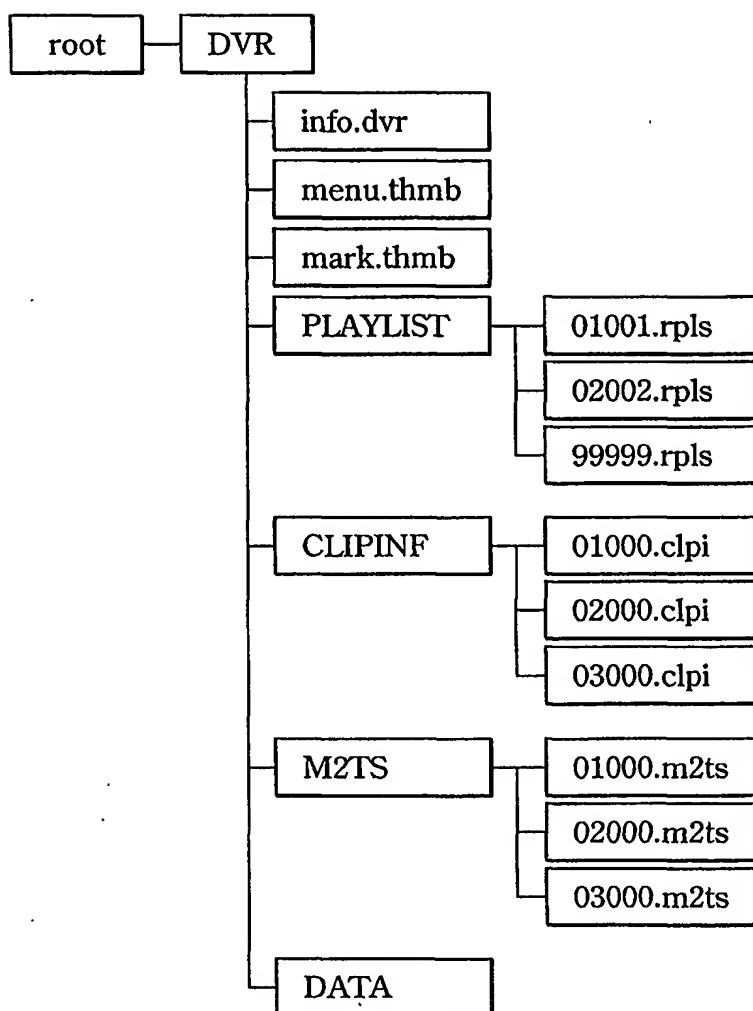 root
DVR
info.dvr
menu.thmb
mark.thmb
PLAYLIST
01001.rpls
02002.rpls
99999.rpls
CLIPINF
01000.clpi
02000.clpi
03000.clpi
M2TS
01000.m2ts
02000.m2ts
03000.m2ts
DATA